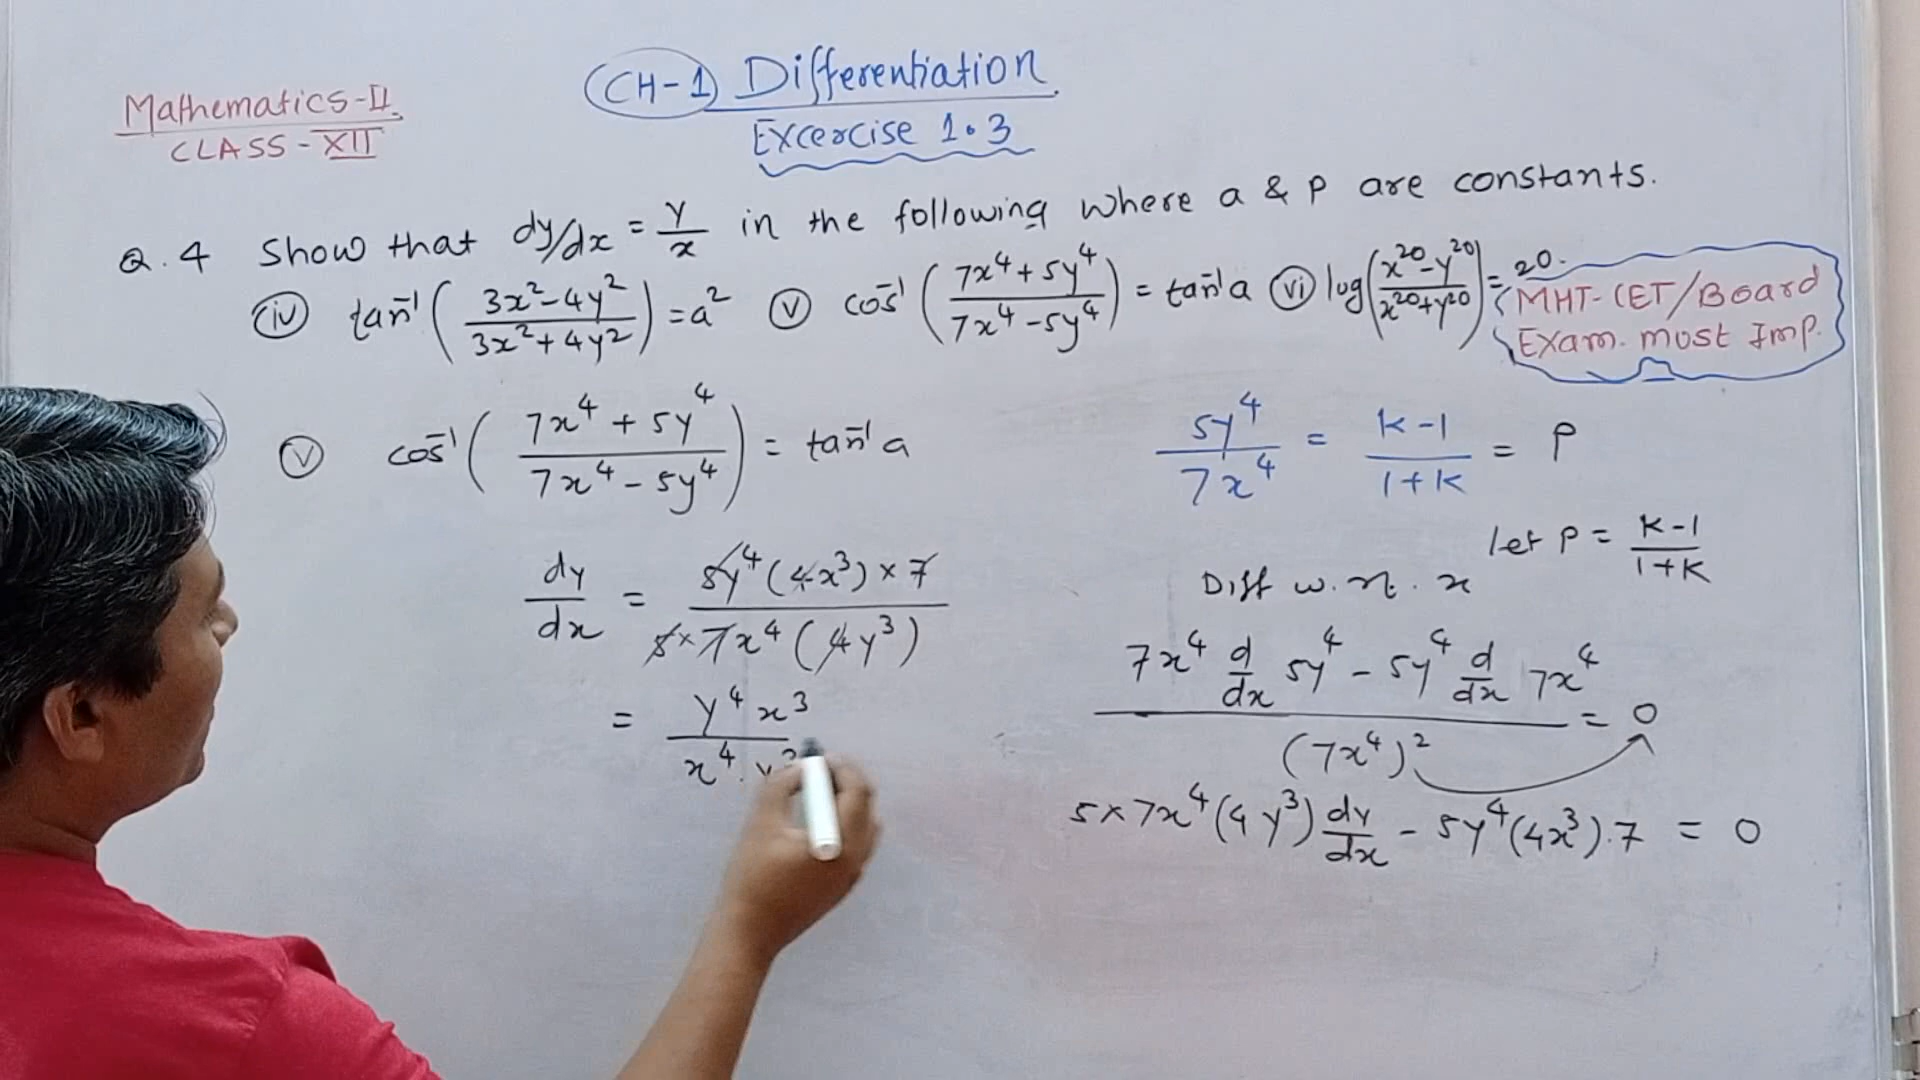 Mathematics-II.
CLASS-XII
CH-1 Differentiation
Excercise 1.3
Q.4 Show that dy/dx = y/x in the following where a & p are constants.
(iv) tan⁻¹((3x²-4y²)/(3x²+4y²)) = a² (v) cos⁻¹((7x⁴+5y⁴)/(7x⁴-5y⁴)) = tan⁻¹a (vi) log((x²⁰-y²⁰)/(x²⁰+y²⁰)) = 20.
MHT-CET/Board
Exam. most Imp.
(v) cos⁻¹((7x⁴+5y⁴)/(7x⁴-5y⁴)) = tan⁻¹a
dy/dx = (5y⁴(4x³)×7)/(5×7x⁴(4y³))
= (y⁴x³)/(x⁴.y³)
5y⁴/7x⁴ = (k-1)/(1+k) = P
let P = (k-1)/(1+k)
Diff w.r.t. x
(7x⁴ d/dx 5y⁴ - 5y⁴ d/dx 7x⁴)/(7x⁴)² = 0
5×7x⁴(4y³) dy/dx - 5y⁴(4x³).7 = 0